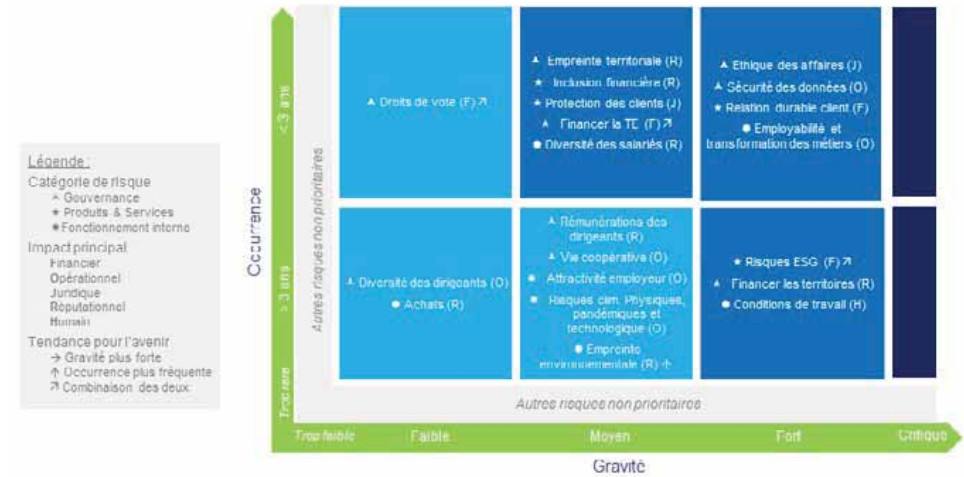 Légende :
Catégorie de risque
Gouvernance
★ Produits & Services
Fonctionnement interne
Impact principal
Financier
Opérationnel
Juridique
Réputationnel
Humain
Tendance pour l'avenir
→ Gravité plus forte
↑ Occurrence plus fréquente
↗ Combinaison des deux
Occurrence
< 3 ans
> 3 ans
Trop rare
Autres risques non prioritaires
Droits de vote (F) ↗
Empreinte territoriale (R)
★ Inclusion financière (R)
★ Protection des clients (J)
Financer la TE (F) ↗
Diversité des salariés (R)
Ethique des affaires (J)
Sécurité des données (O)
★ Relation durable client (F)
Employabilité et
transformation des métiers (O)
Diversité des dirigeants (O)
Achats (R)
Rémunérations des
dirigeants (R)
Vie coopérative (O)
Attractivité employeur (O)
Risques clim. Physiques,
pandémiques et
technologique (O)
Empreinte
environnementale (R) ↑
★ Risques ESG (F) ↗
Financer les territoires (R)
Conditions de travail (H)
Autres risques non prioritaires
Trop faible
Faible
Moyen
Fort
Critique
Gravité